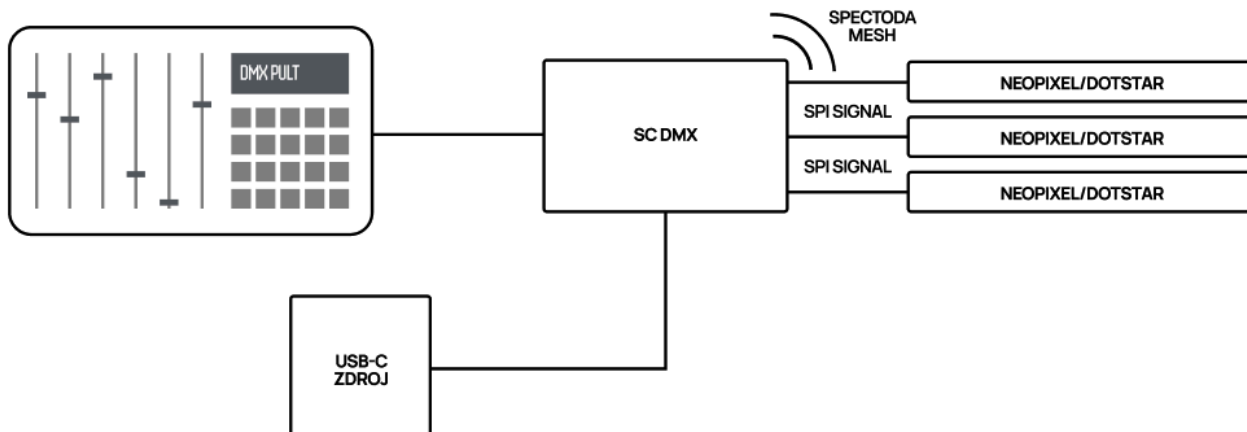 SPECTODA
MESH
DMX PULT
NEOPIXEL/DOTSTAR
SPI SIGNAL
SC DMX
NEOPIXEL/DOTSTAR
SPI SIGNAL
NEOPIXEL/DOTSTAR
USB-C
ZDROJ